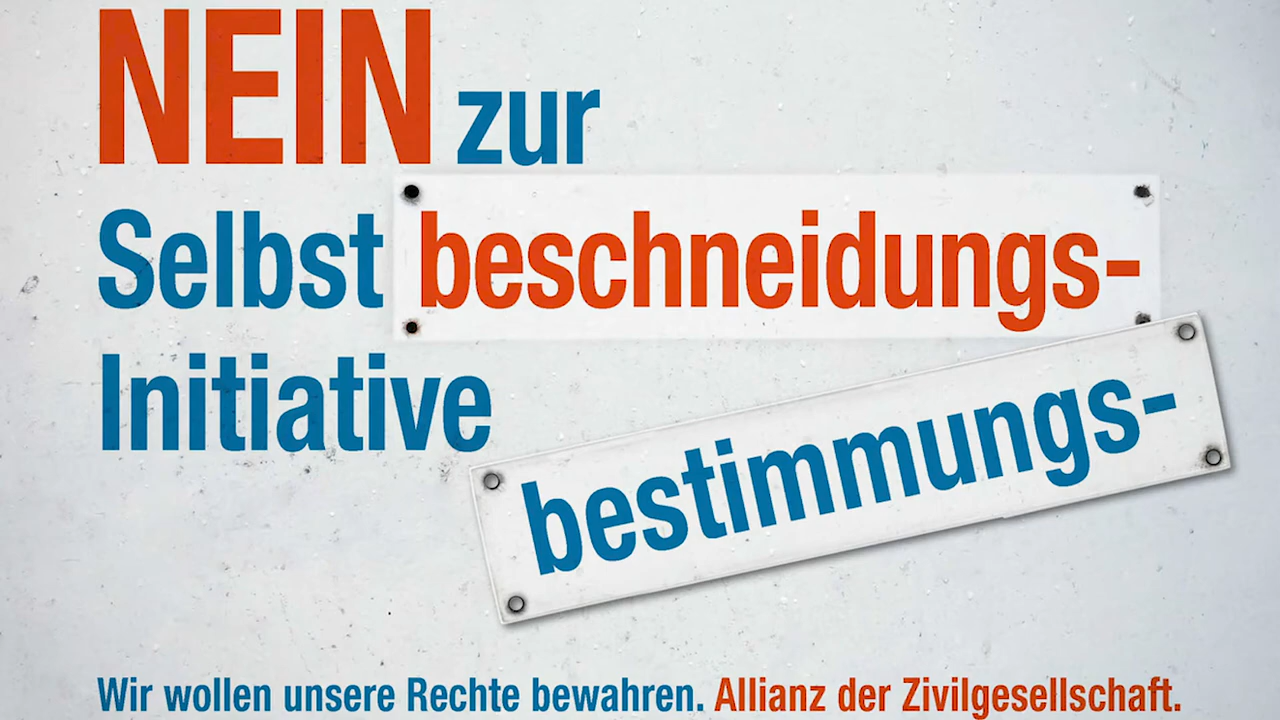 NEIN zur
Selbst beschneidungs-
Initiative
bestimmungs-
Wir wollen unsere Rechte bewahren. Allianz der Zivilgesellschaft.